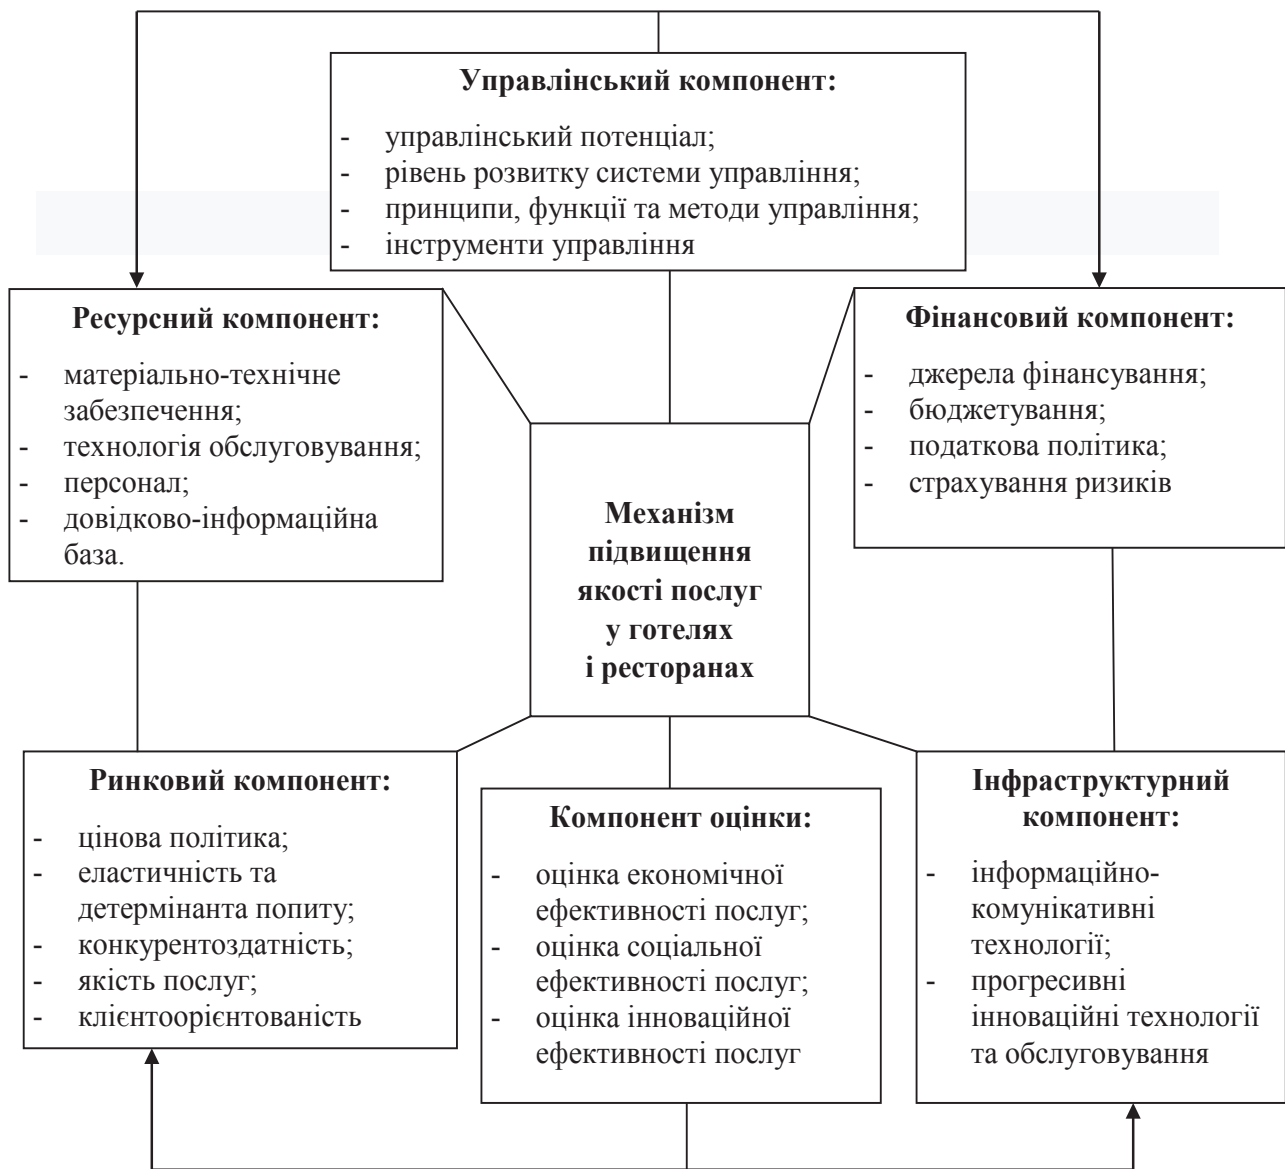 Управлінський компонент:
- управлінський потенціал;
- рівень розвитку системи управління;
- принципи, функції та методи управління;
- інструменти управління
Ресурсний компонент:
- матеріально-технічне
забезпечення;
- технологія обслуговування;
- персонал;
- довідково-інформаційна
база.
Фінансовий компонент:
- джерела фінансування;
- бюджетування;
- податкова політика;
- страхування ризиків
Механізм
підвищення
якості послуг
у готелях
і ресторанах
Ринковий компонент:
- цінова політика;
- еластичність та
детермінанта попиту;
- конкурентоздатність;
- якість послуг;
- клієнтоорієнтованість
Компонент оцінки:
- оцінка економічної
ефективності послуг;
- оцінка соціальної
ефективності послуг;
- оцінка інноваційної
ефективності послуг
Інфраструктурний
компонент:
- інформаційно-
комунікативні
технології;
- прогресивні
інноваційні технології
та обслуговування